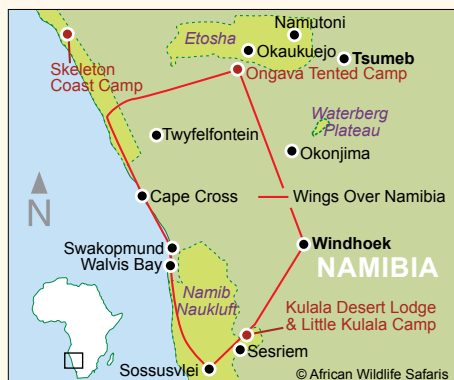 Namutoni
Etosha
Okaukuejo
Tsumeb
Skeleton
Coast Camp
Ongava Tented Camp
Waterberg
Plateau
Twyfelfontein
Okonjima
N
Cape Cross
Wings Over Namibia
Swakopmund
Windhoek
Walvis Bay
NAMIBIA
Namib
Naukluft
Kulala Desert Lodge
& Little Kulala Camp
Sesriem
Sossusvlei
© African Wildlife Safaris